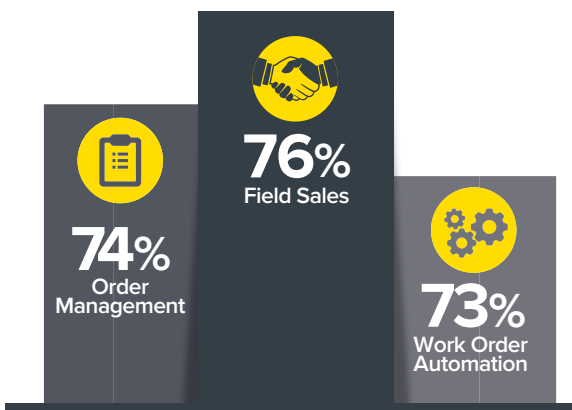 74%
Order
Management
76%
Field Sales
73%
Work Order
Automation